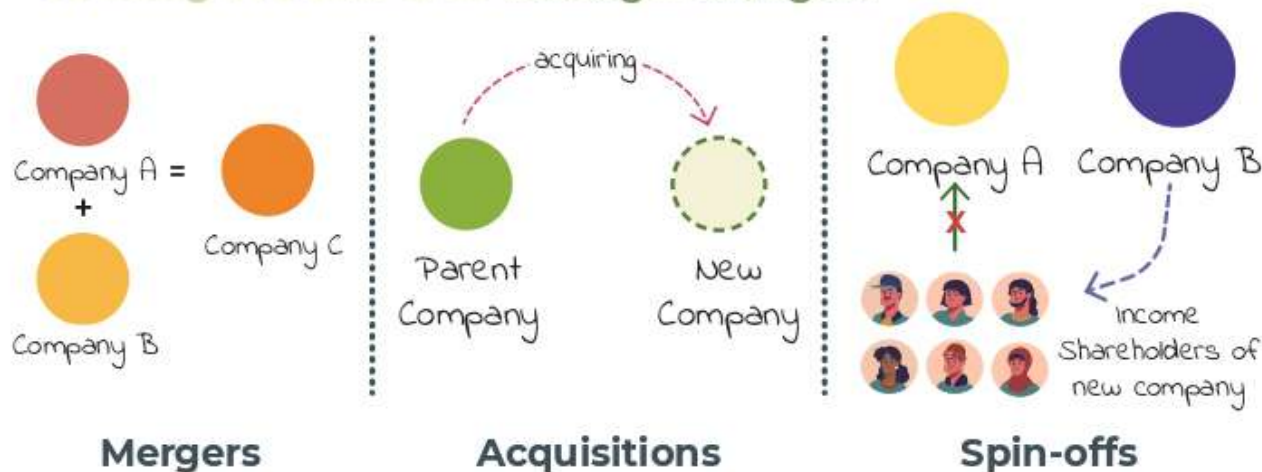 Company A =
+
Company B
Company C
Mergers
acquiring
Parent
Company
New
Company
Acquisitions
Company A
Company B
X
Income
Shareholders of
new company
Spin-offs